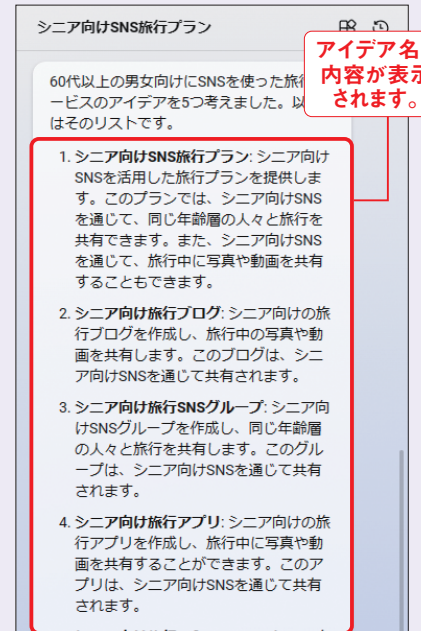 シニア向けSNS旅行プラン
アイデア名
内容が表示
されます。
60代以上の男女向けにSNSを使った旅行
ービスのアイデアを5つ考えました。以
はそのリストです。
1. シニア向けSNS旅行プラン: シニア向け
SNSを活用した旅行プランを提供しま
す。このプランでは、シニア向けSNS
を通じて、同じ年齢層の人々と旅行を
共有できます。また、シニア向けSNS
を通じて、旅行中に写真や動画を共有
することもできます。
2. シニア向け旅行ブログ: シニア向けの旅
行ブログを作成し、旅行中の写真や動
画を共有します。このブログは、シニ
ア向けSNSを通じて共有されます。
3. シニア向け旅行SNSグループ: シニア向
けSNSグループを作成し、同じ年齢層
の人々と旅行を共有します。このグル
ープは、シニア向けSNSを通じて共有
されます。
4. シニア向け旅行アプリ: シニア向けの旅
行アプリを作成し、旅行中に写真や動
画を共有することができます。このア
プリは、シニア向けSNSを通じて共有
されます。